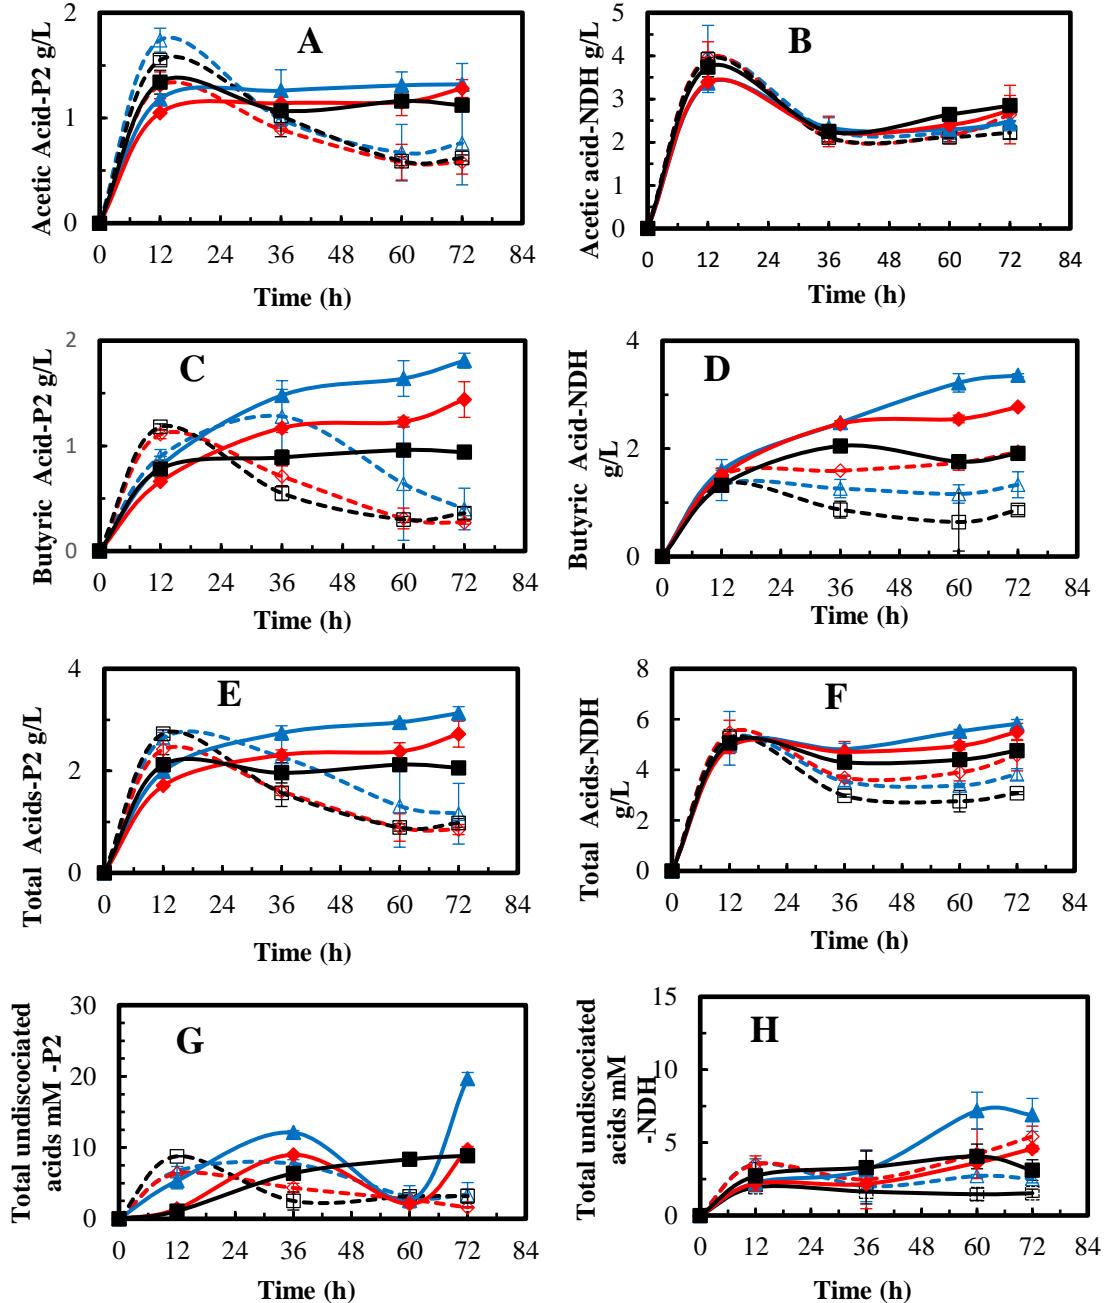 Acetic Acid-P2 g/L
2
1
0
A
0 12 24 36 48 60 72 84
Time (h)
Acetic acid-NDH g/L
5
4
3
2
1
0
B
0 12 24 36 48 60 72 84
Time (h)
Butyric Acid-P2 g/L
2
1
0
C
0 12 24 36 48 60 72 84
Time (h)
Butyric Acid-NDH
g/L
4
2
0
D
0 12 24 36 48 60 72 84
Time (h)
Total Acids-P2 g/L
4
2
0
E
0 12 24 36 48 60 72 84
Time (h)
Total Acids-NDH
g/L
8
6
4
2
0
F
0 12 24 36 48 60 72 84
Time (h)
Total undiscociated
acids mM -P2
30
20
10
0
G
0 12 24 36 48 60 72 84
Time (h)
Total undiscociated
acids mM
-NDH
15
10
5
0
H
0 12 24 36 48 60 72 84
Time (h)